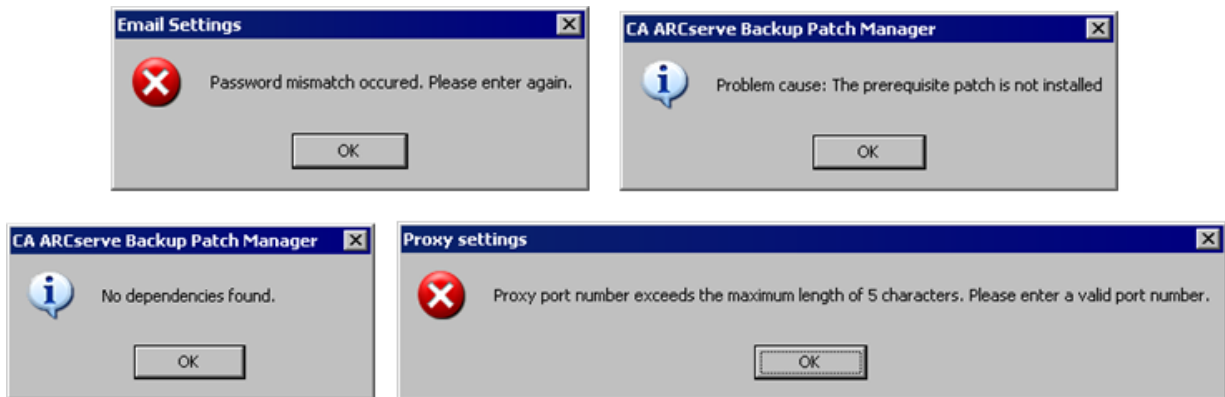 Email Settings
Password mismatch occured. Please enter again.
OK
CA ARCserve Backup Patch Manager
Problem cause: The prerequisite patch is not installed
OK
CA ARCserve Backup Patch Manager
No dependencies found.
OK
Proxy settings
Proxy port number exceeds the maximum length of 5 characters. Please enter a valid port number.
OK